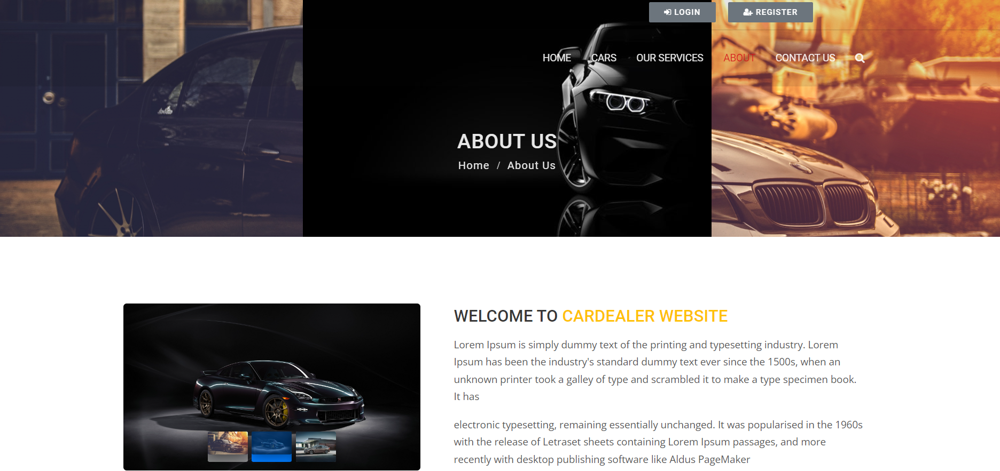 LOGIN
REGISTER
HOME
CARS
OUR SERVICES
ABOUT
CONTACT US
ABOUT US
Home / About Us
WELCOME TO CARDEALER WEBSITE
Lorem Ipsum is simply dummy text of the printing and typesetting industry. Lorem
Ipsum has been the industry's standard dummy text ever since the 1500s, when an
unknown printer took a galley of type and scrambled it to make a type specimen book.
It has
electronic typesetting, remaining essentially unchanged. It was popularised in the 1960s
with the release of Letraset sheets containing Lorem Ipsum passages, and more
recently with desktop publishing software like Aldus PageMaker